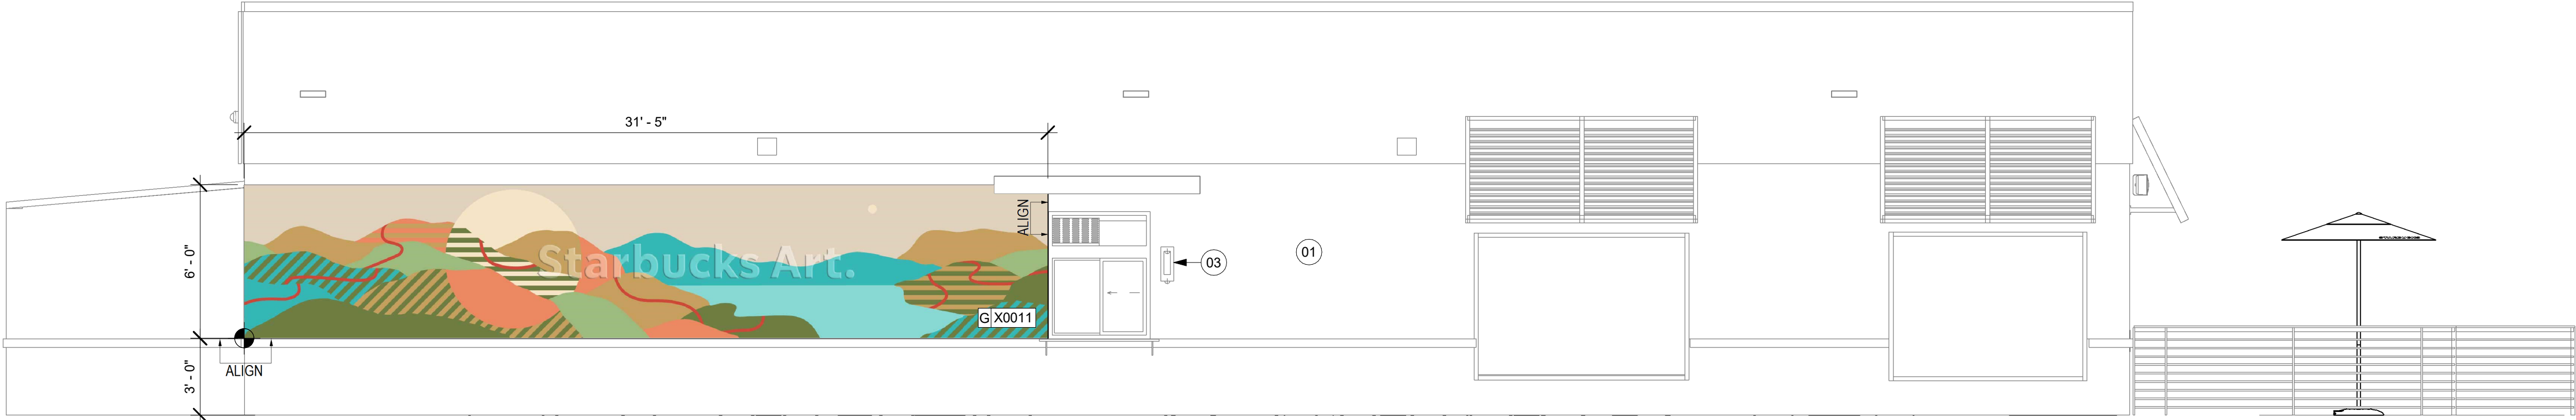 31' - 5"
ALIGN
6' - 0"
Starbucks Art.
03
01
G X0011
ALIGN
3' - 0"